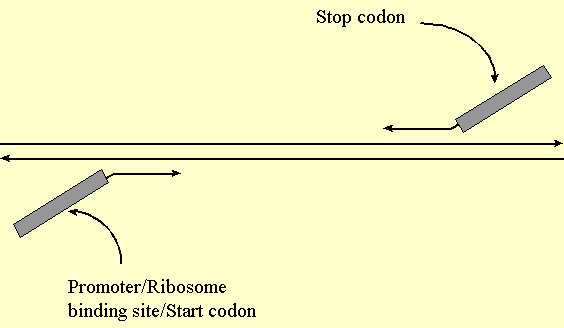 Stop codon
Promoter/Ribosome
binding site/Start codon